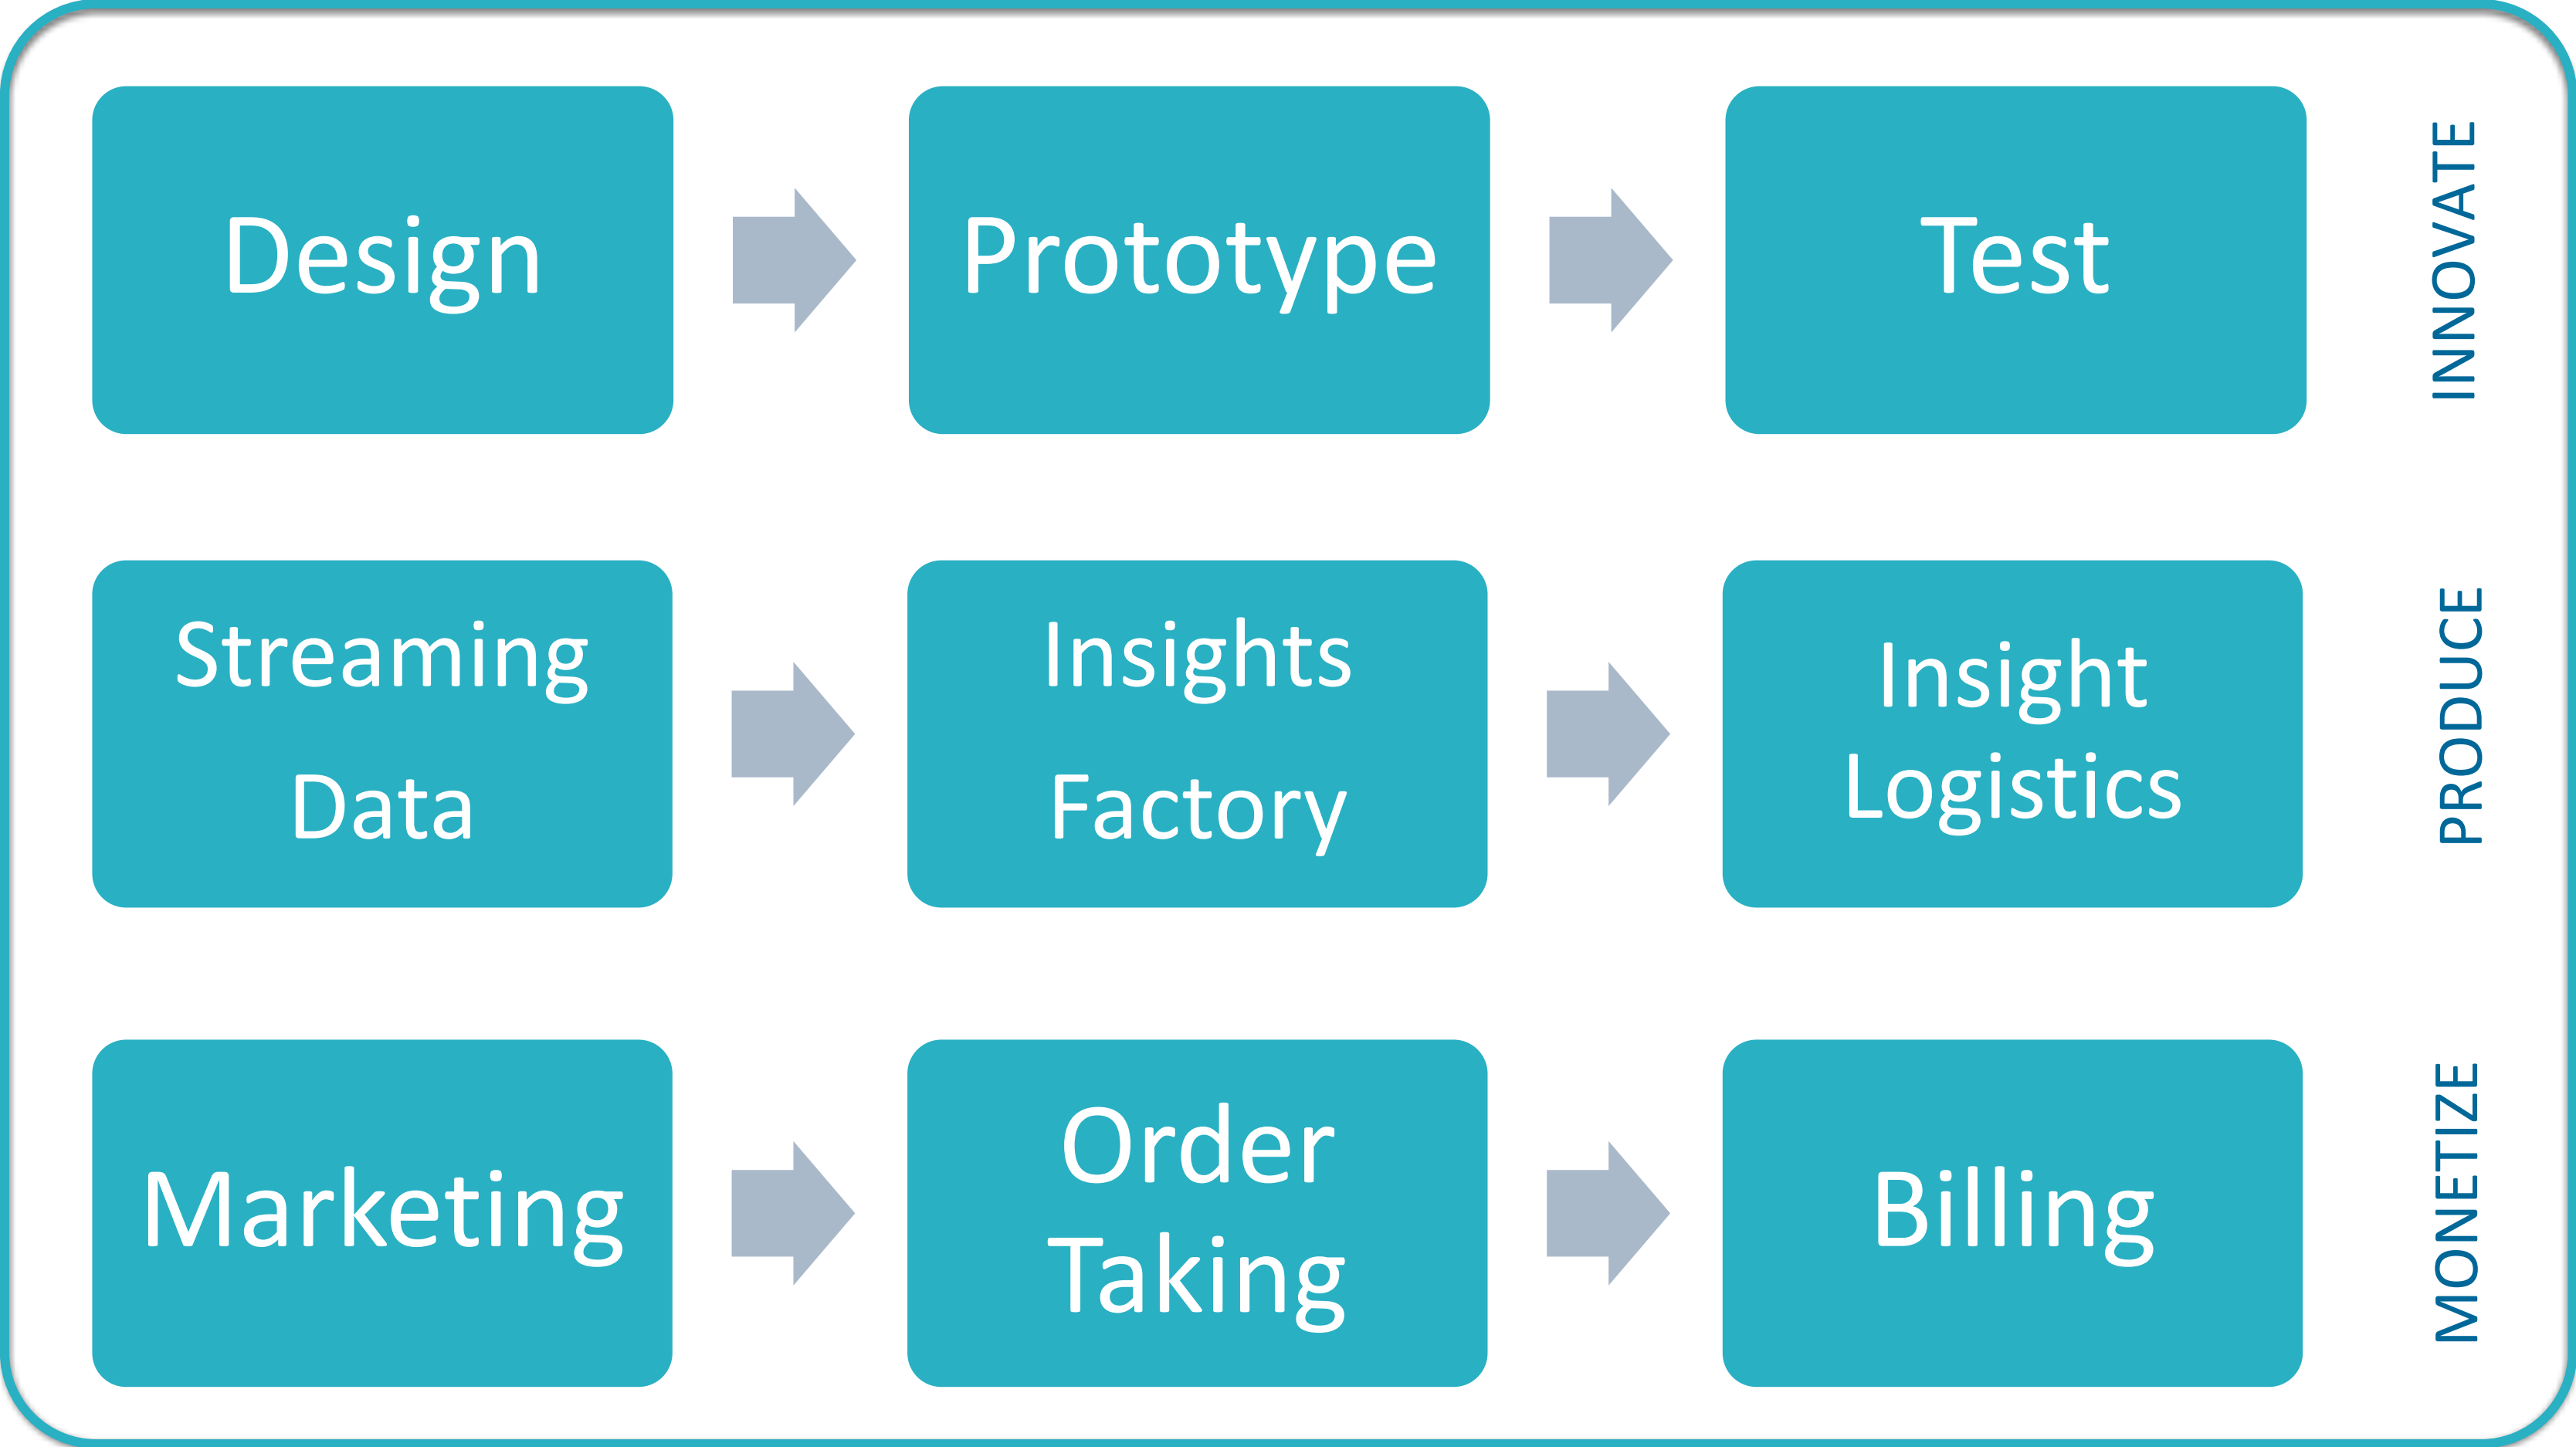 Design
Prototype
Test
INNOVATE
Streaming
Data
Insights
Factory
Insight
Logistics
PRODUCE
Marketing
Order
Taking
Billing
MONETIZE